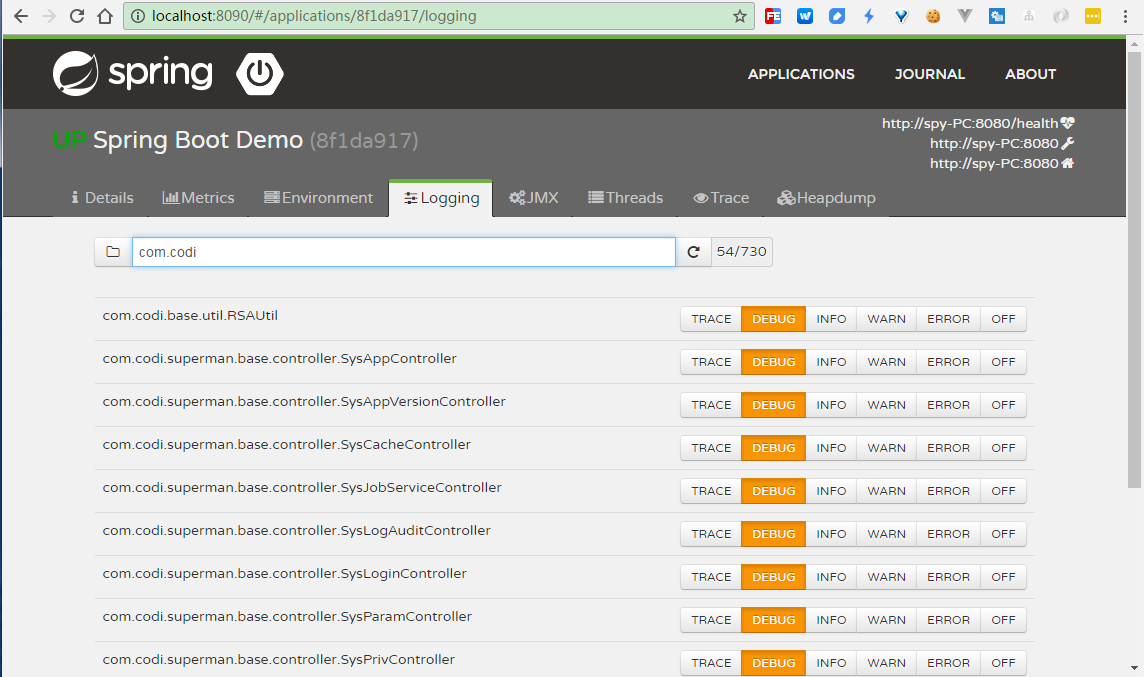 localhost:8090/#/applications/8f1da917/logging
spring
APPLICATIONS JOURNAL ABOUT
UP Spring Boot Demo (8f1da917)
http://spy-PC:8080/health
http://spy-PC:8080
http://spy-PC:8080
Details Metrics Environment Logging JMX Threads Trace Heapdump
com.codi 54/730
com.codi.base.util.RSAUtil TRACE DEBUG INFO WARN ERROR OFF
com.codi.superman.base.controller.SysAppController TRACE DEBUG INFO WARN ERROR OFF
com.codi.superman.base.controller.SysAppVersionController TRACE DEBUG INFO WARN ERROR OFF
com.codi.superman.base.controller.SysCacheController TRACE DEBUG INFO WARN ERROR OFF
com.codi.superman.base.controller.SysJobServiceController TRACE DEBUG INFO WARN ERROR OFF
com.codi.superman.base.controller.SysLogAuditController TRACE DEBUG INFO WARN ERROR OFF
com.codi.superman.base.controller.SysLoginController TRACE DEBUG INFO WARN ERROR OFF
com.codi.superman.base.controller.SysParamController TRACE DEBUG INFO WARN ERROR OFF
com.codi.superman.base.controller.SysPrivController TRACE DEBUG INFO WARN ERROR OFF